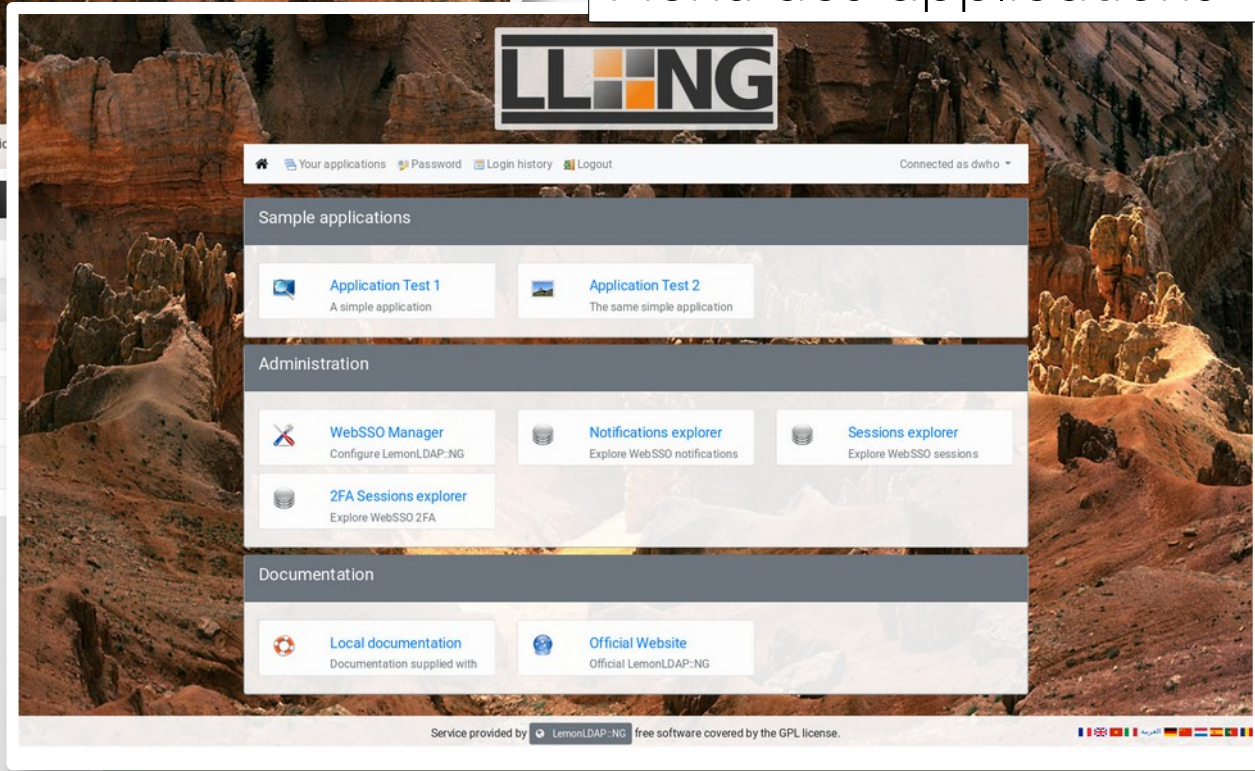 LL NG
Your applications Password Login history Logout Connected as dwho
Sample applications
Application Test 1
A simple application
Application Test 2
The same simple application
Administration
WebSSO Manager
Configure LemonLDAP::NG
Notifications explorer
Explore WebSSO notifications
Sessions explorer
Explore WebSSO sessions
2FA Sessions explorer
Explore WebSSO 2FA
Documentation
Local documentation
Documentation supplied with
Official Website
Official LemonLDAP::NG
Service provided by LemonLDAP::NG free software covered by the GPL license.
العربية